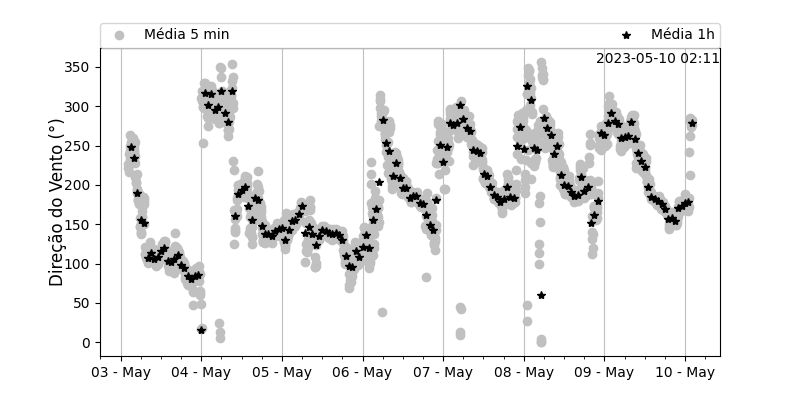 Média 5 min
Média 1h
2023-05-10 02:11
Direção do Vento (°)
350
300
250
200
150
100
50
0
03 - May
04 - May
05 - May
06 - May
07 - May
08 - May
09 - May
10 - May